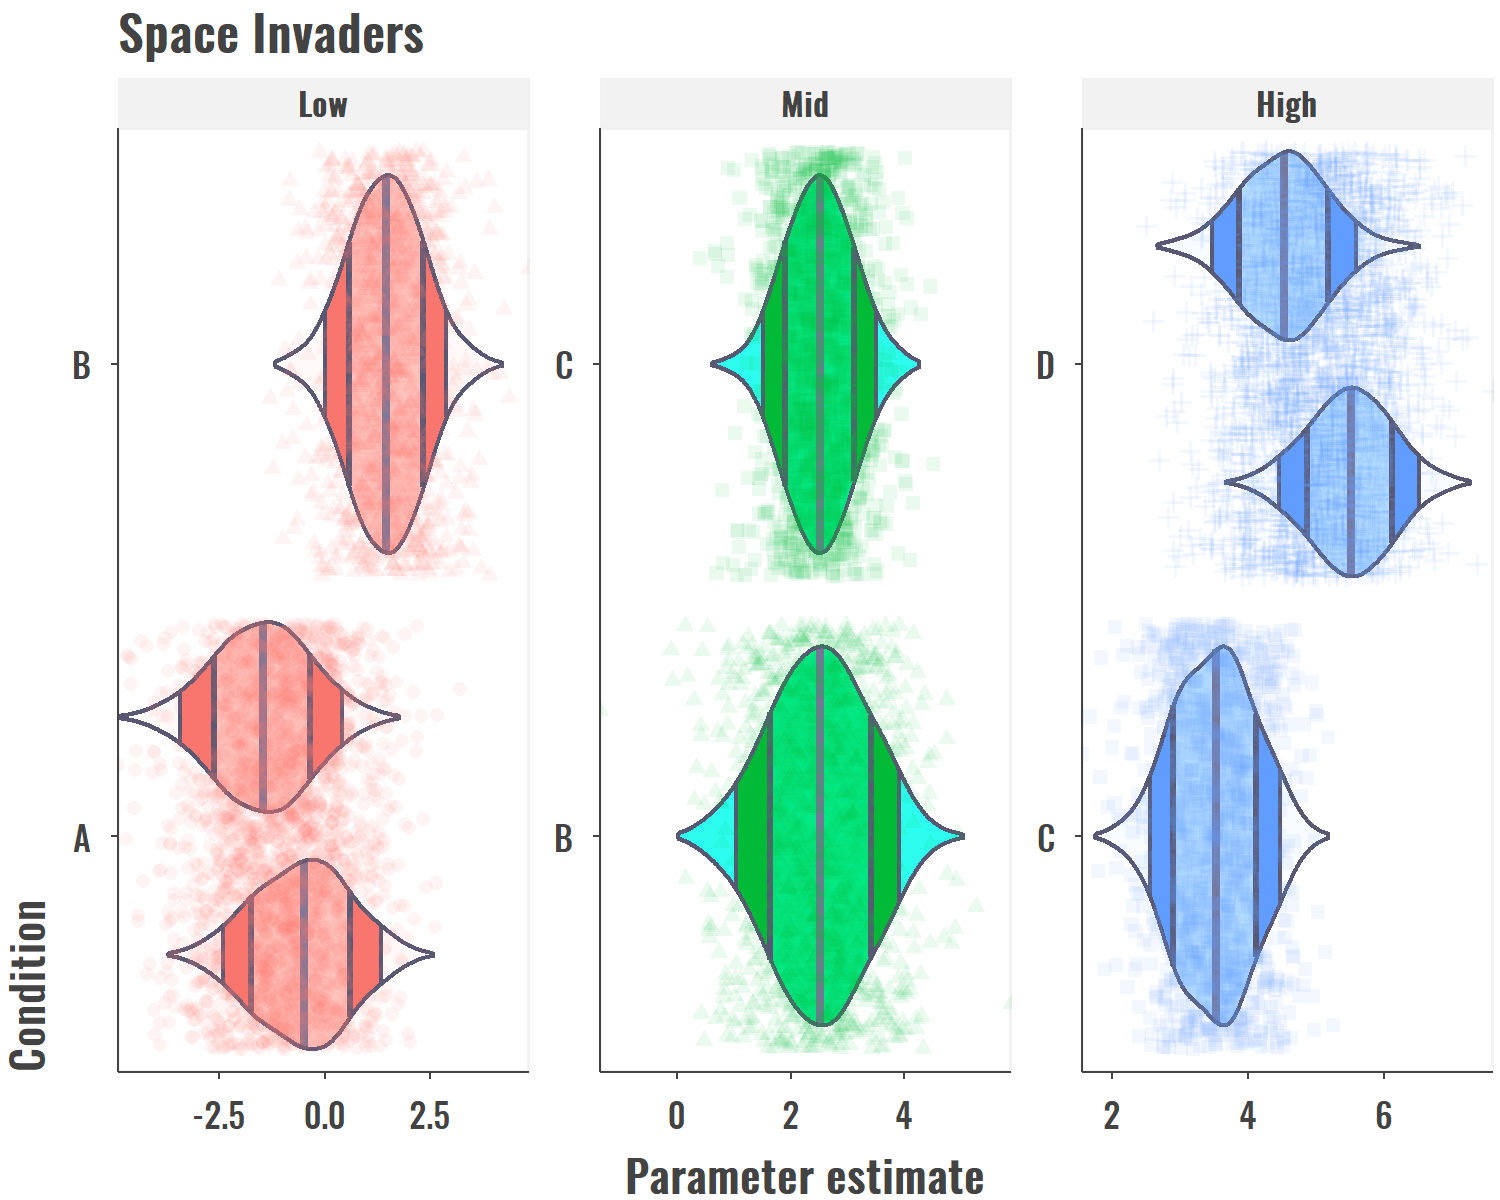 Space Invaders
Low
Mid
High
B
C
D
A
B
C
Condition
-2.5 0.0 2.5
0 2 4
2 4 6
Parameter estimate